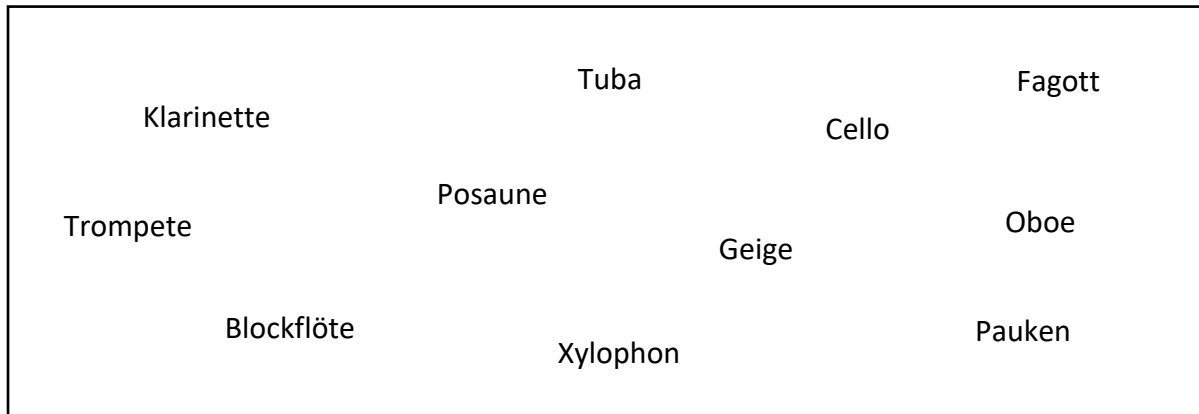 Tuba
Fagott
Klarinette
Cello
Posaune
Trompete
Oboe
Geige
Blockflöte
Xylophon
Pauken